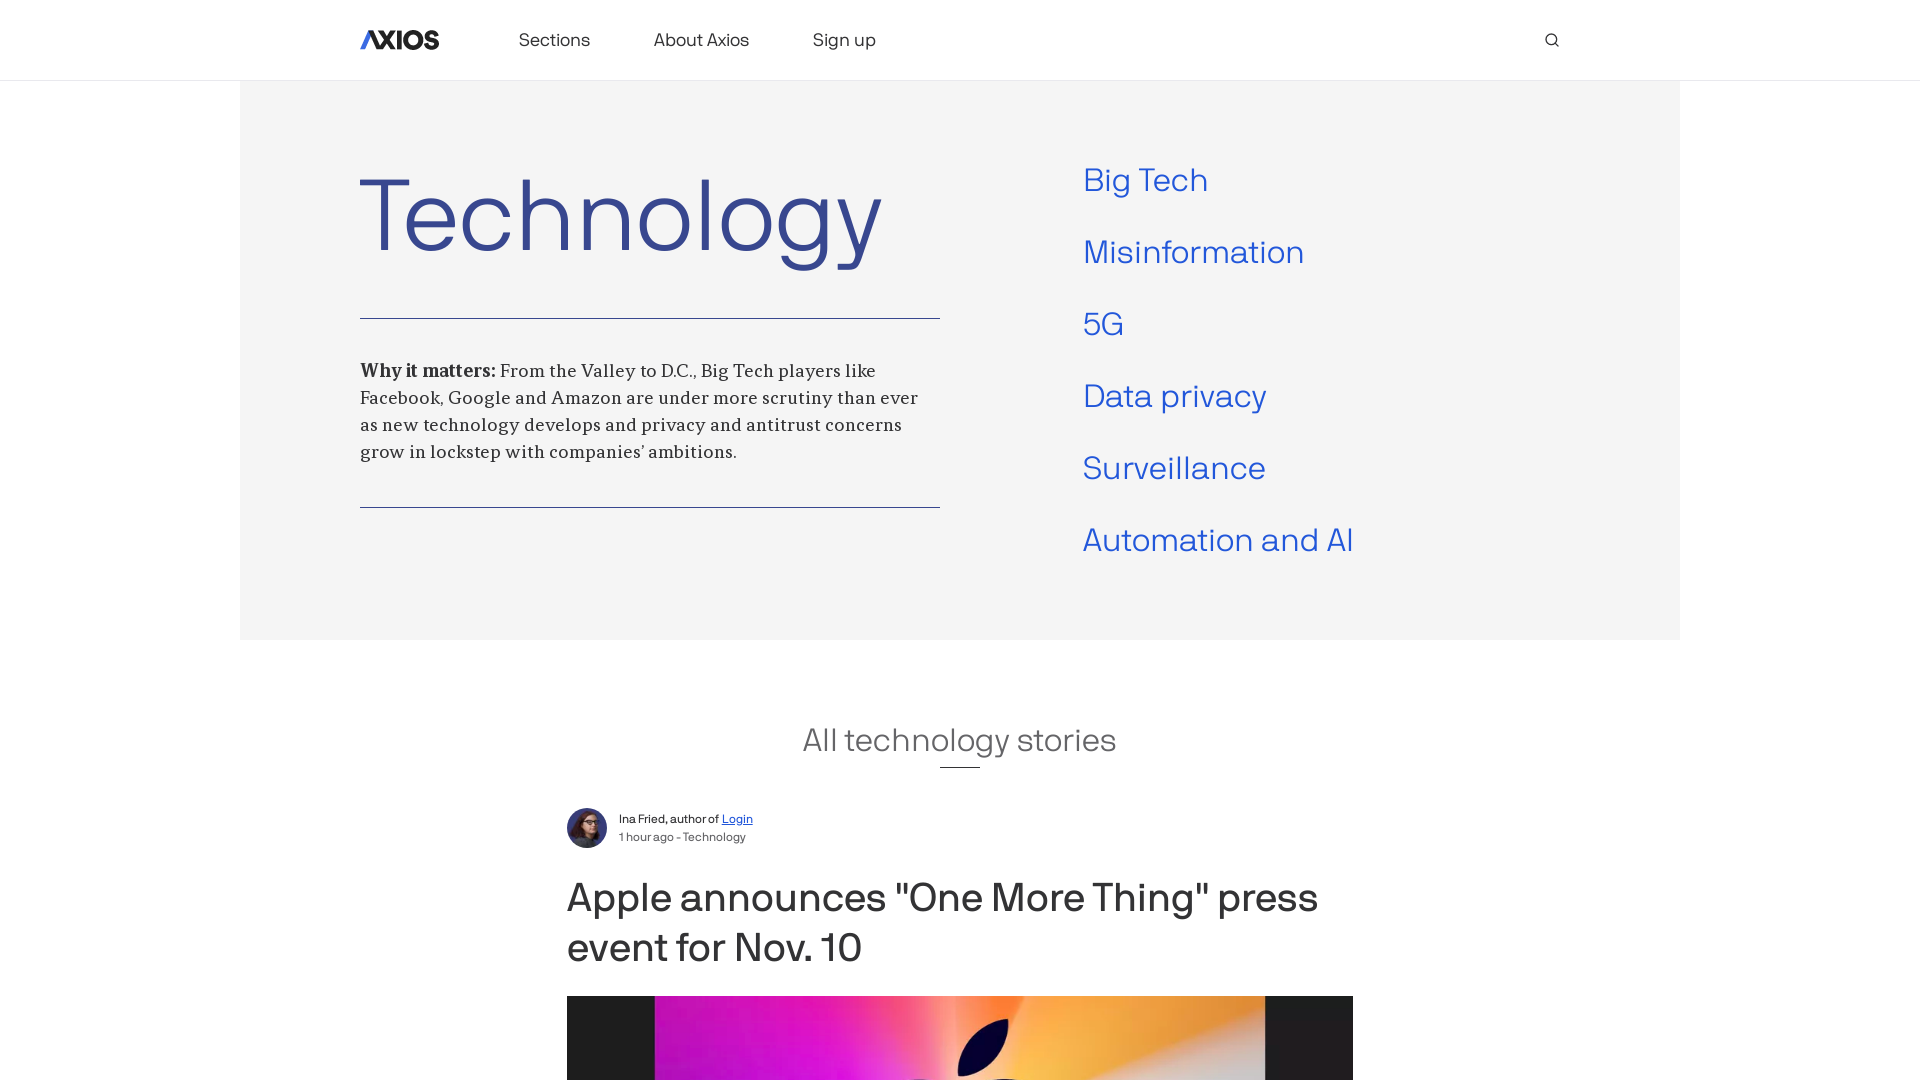 AXIOS
Sections
About Axios
Sign up
Technology
Why it matters: From the Valley to D.C., Big Tech players like
Facebook, Google and Amazon are under more scrutiny than ever
as new technology develops and privacy and antitrust concerns
grow in lockstep with companies’ ambitions.
Big Tech
Misinformation
5G
Data privacy
Surveillance
Automation and AI
All technology stories
Ina Fried, author of Login
1 hour ago - Technology
Apple announces "One More Thing" press
event for Nov. 10